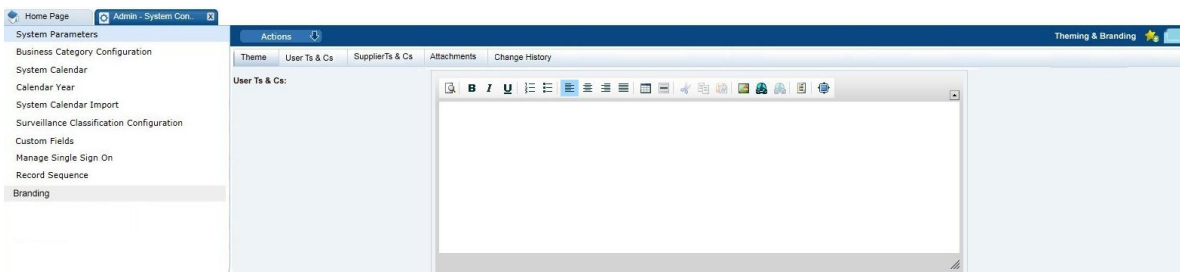 Home Page
Admin - System Con..
System Parameters
Business Category Configuration
System Calendar
Calendar Year
System Calendar Import
Surveillance Classification Configuration
Custom Fields
Manage Single Sign On
Record Sequence
Branding
Actions
Theming & Branding
Theme
User Ts & Cs
SupplierTs & Cs
Attachments
Change History
User Ts & Cs:
B I U